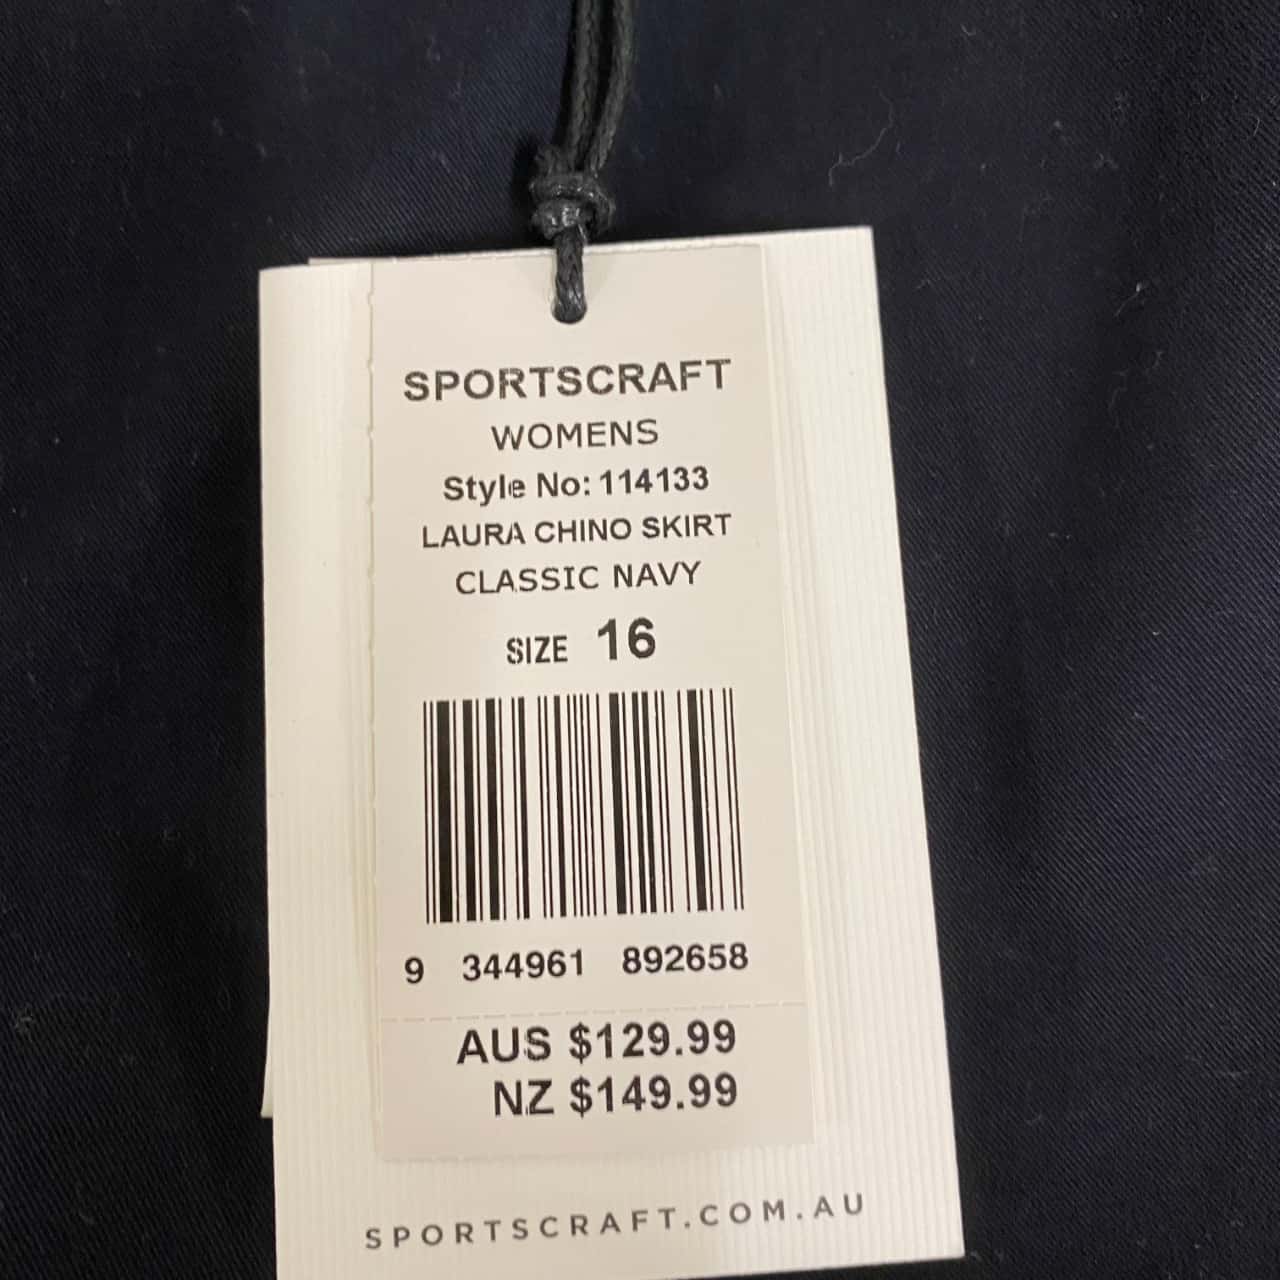 SPORTSCRAFT
WOMENS
Style No: 114133
LAURA CHINO SKIRT
CLASSIC NAVY
SIZE 16
9 344961 892658
AUS $129.99
NZ $149.99
SPORTSCRAFT.COM.AU